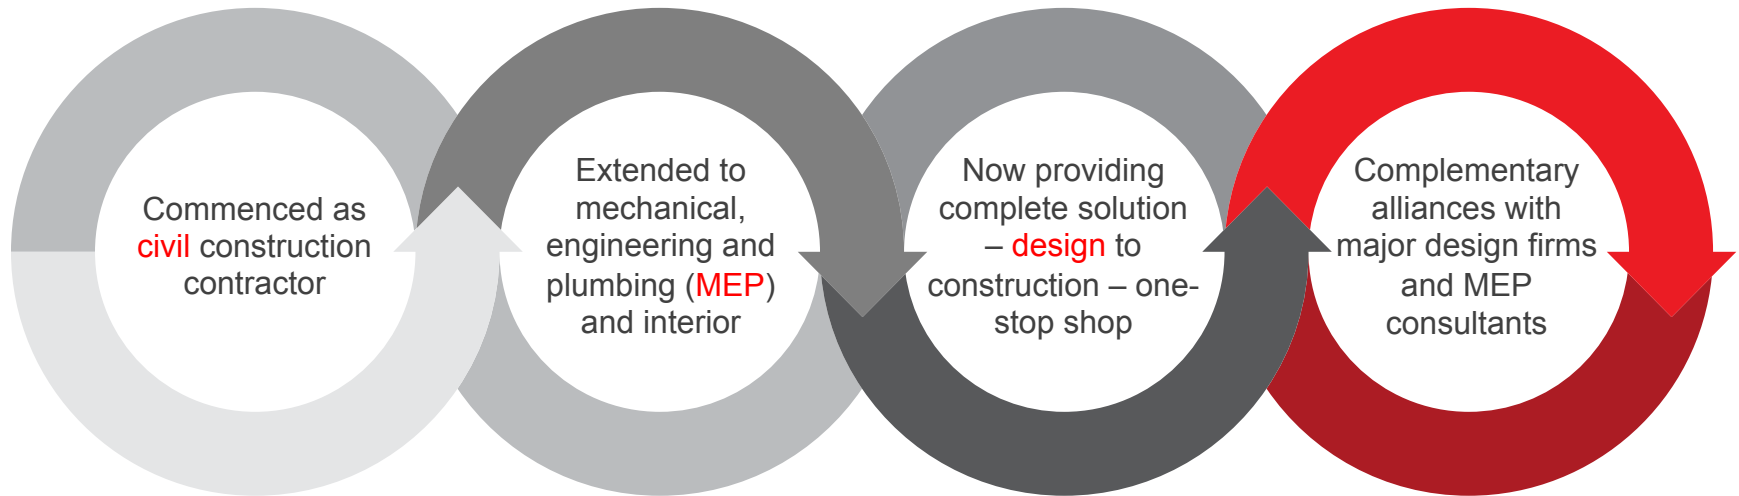 Commenced as
civil construction
contractor
Extended to
mechanical,
engineering and
plumbing (MEP)
and interior
Now providing
complete solution
– design to
construction – one-
stop shop
Complementary
alliances with
major design firms
and MEP
consultants